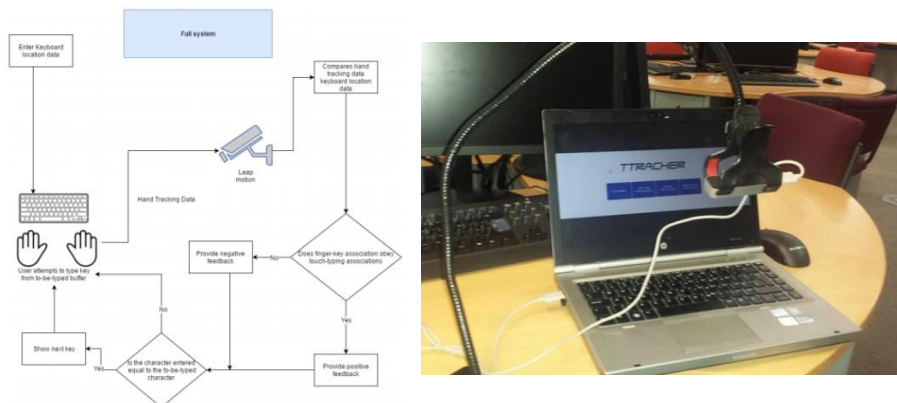 Full system
Enter Keyboard
location data
Compares hand
tracking data
keyboard location
data
Leap
motion
Hand Tracking Data
User attempts to type key
from to-be-typed buffer
Provide negative
feedback
No
Does finger-key association obey
touch-typing associations
No
Yes
Show next key
Yes
Is the character entered
equal to the to-be-typed
character
Provide positive
feedback
TTRACHER